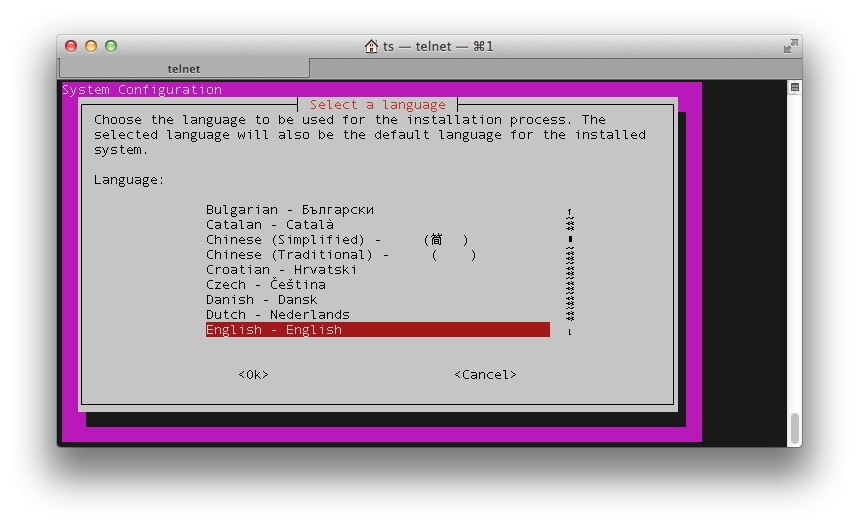 ts — telnet — ⌘1
telnet
System Configuration
Select a language
Choose the language to be used for the installation process. The
selected language will also be the default language for the installed
system.
Language:
Bulgarian - Български
Catalan - Català
Chinese (Simplified) - (简 )
Chinese (Traditional) - ( )
Croatian - Hrvatski
Czech - Čeština
Danish - Dansk
Dutch - Nederlands
English - English
<Ok> <Cancel>